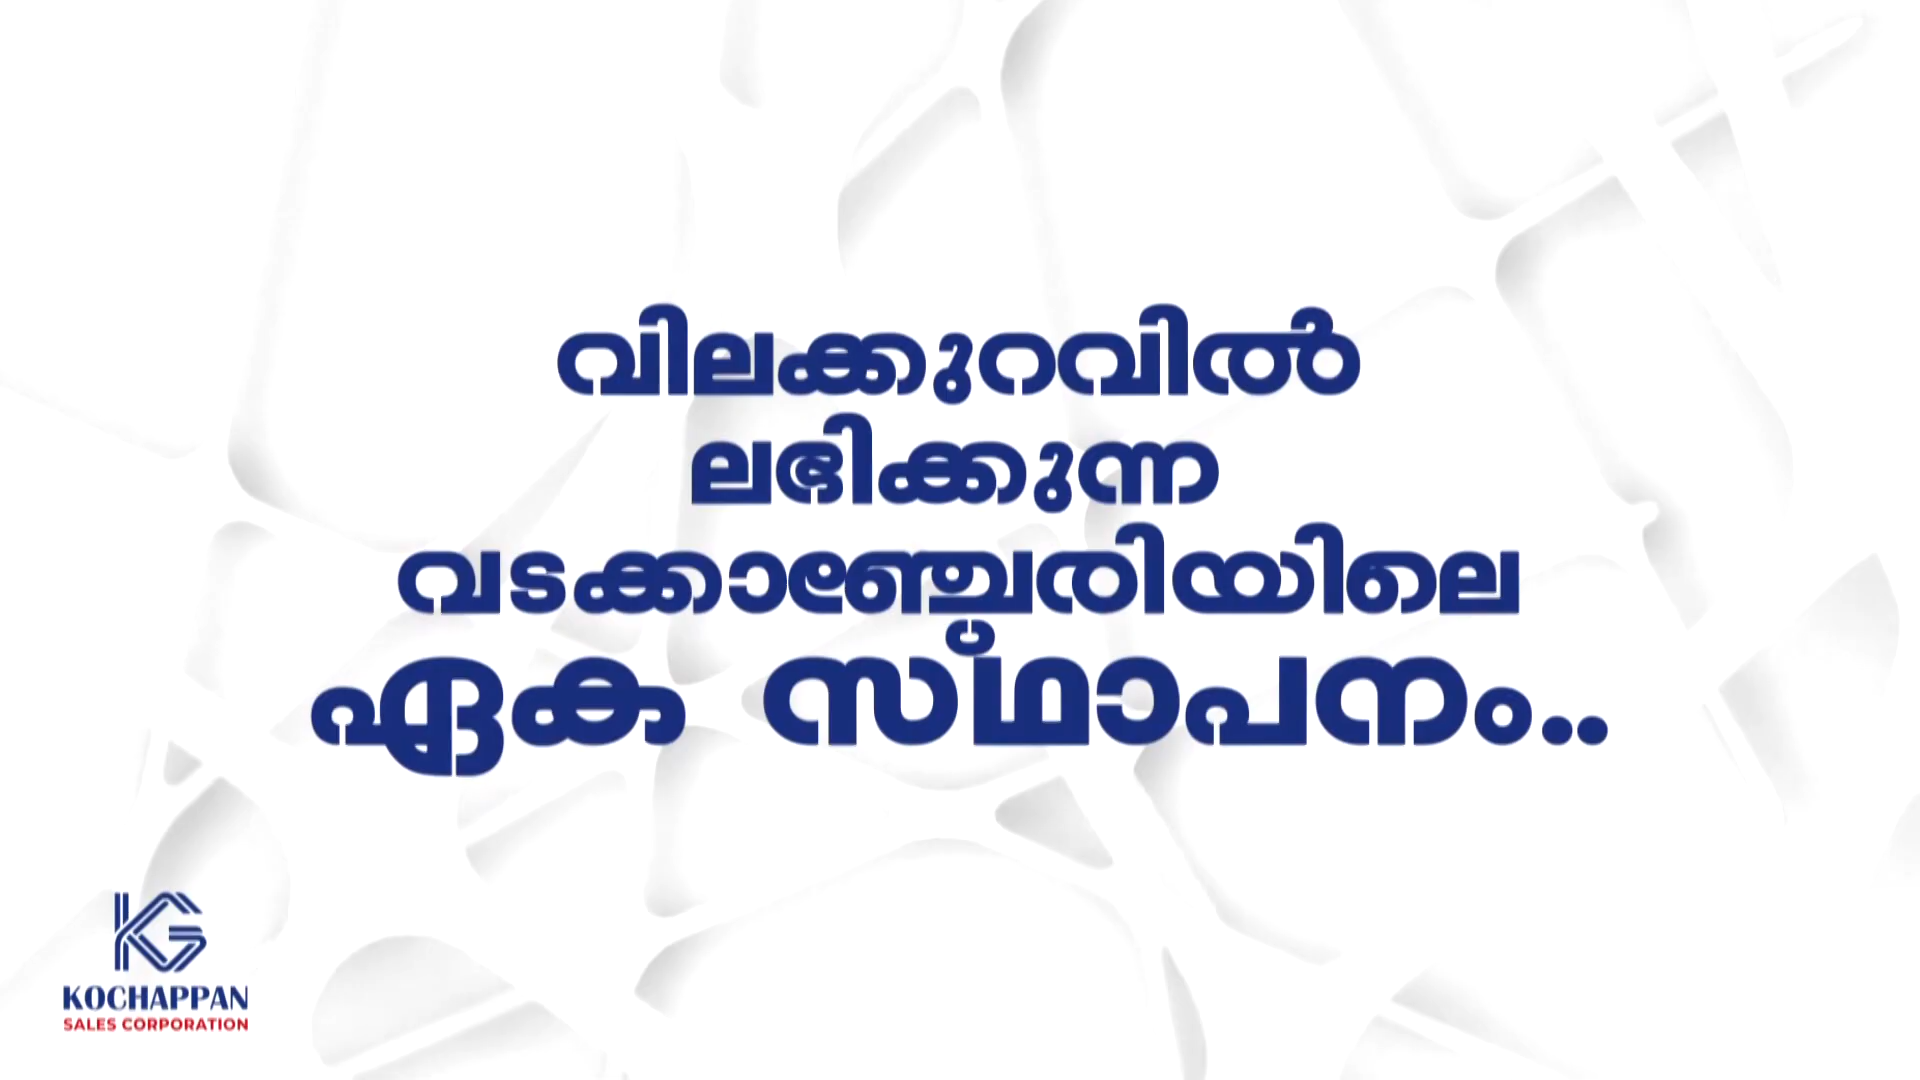 വിലക്കുറവിൽ
ലഭിക്കുന്ന
വടക്കാഞ്ചേരിയിലെ
ഏക സ്ഥാപനം..
KOCHAPPAN
SALES CORPORATION